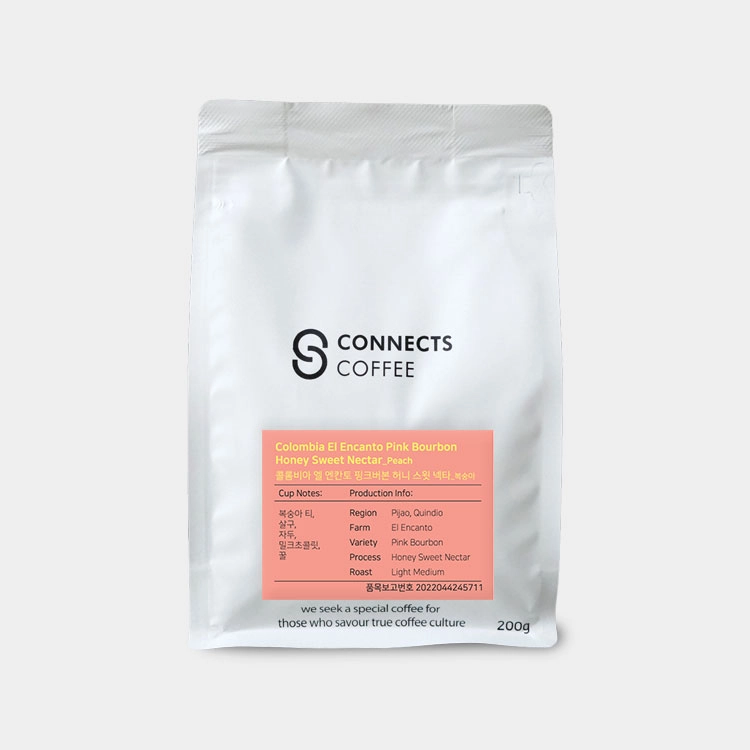 CONNECTS
COFFEE
Colombia El Encanto Pink Bourbon
Honey Sweet Nectar_Peach
콜롬비아 엘 엔칸토 핑크버본 허니 스윗 넥타_복숭아
Cup Notes: Production Info:
복숭아 티,
살구,
자두,
밀크초콜릿,
꿀
Region Pijao, Quindio
Farm El Encanto
Variety Pink Bourbon
Process Honey Sweet Nectar
Roast Light Medium
품목보고번호 2022044245711
we seek a special coffee for
those who savour true coffee culture
200g